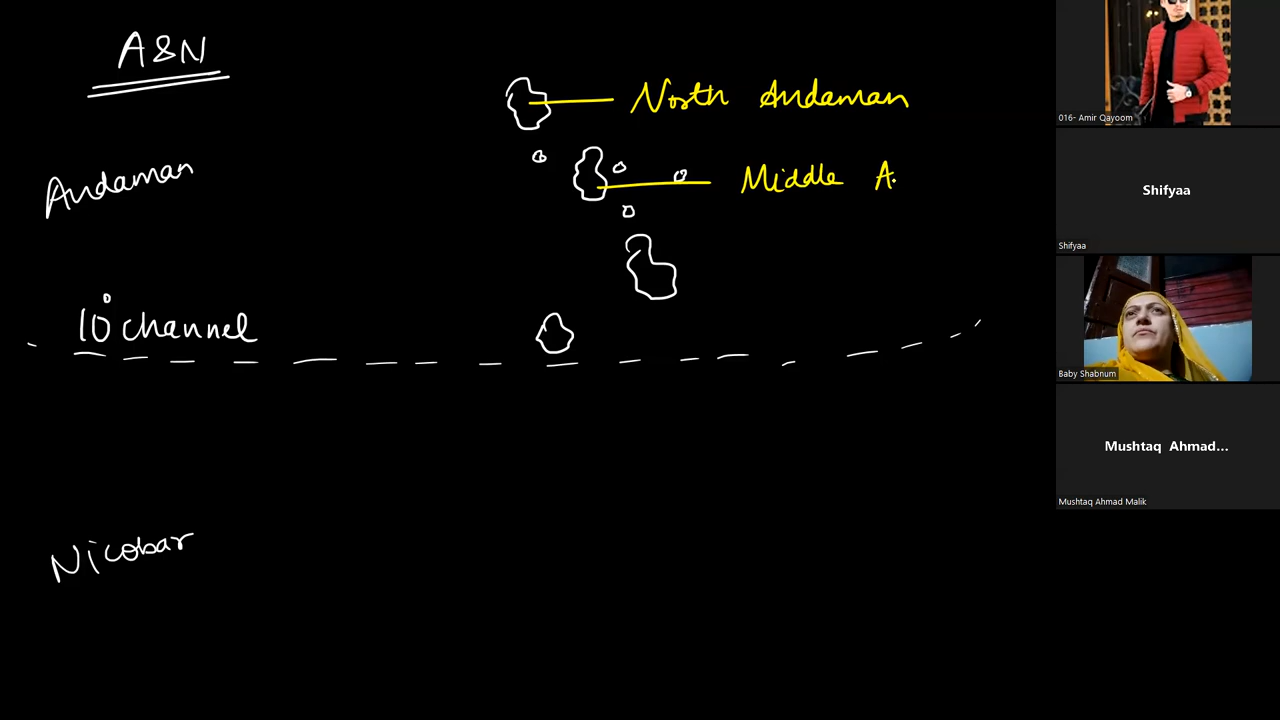 A&N
North Andaman
Andaman
Middle A.
10° channel
Nicobar
016- Amir Qayoom
Shifyaa
Shifyaa
Baby Shabnum
Mushtaq Ahmad...
Mushtaq Ahmad Malik